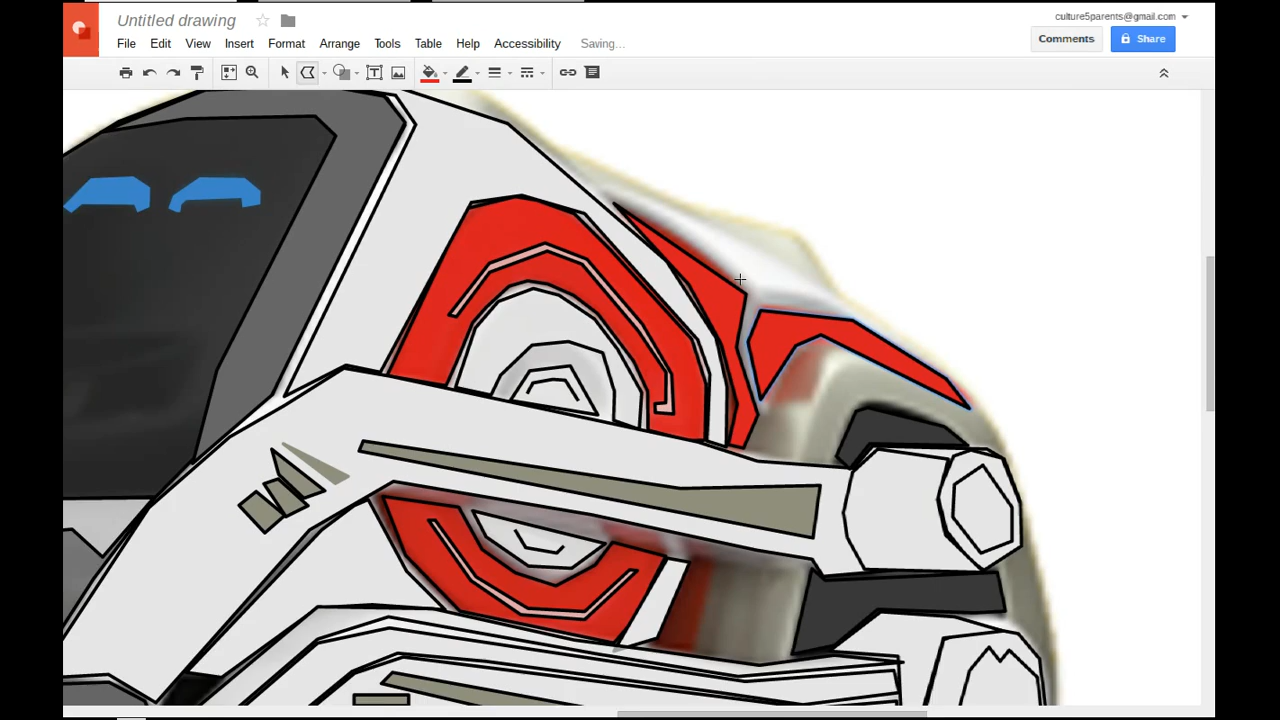 Untitled drawing
culture5parents@gmail.com
File Edit View Insert Format Arrange Tools Table Help Accessibility Saving...
Comments Share